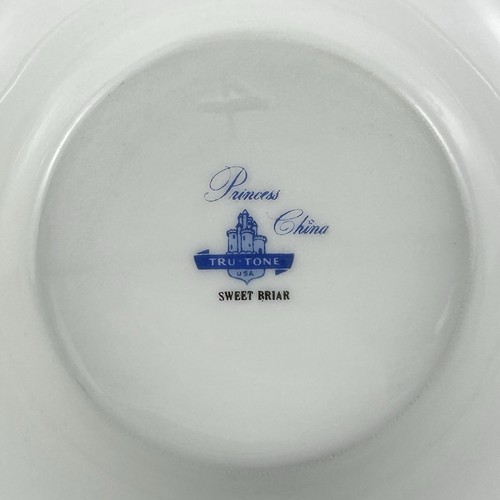 Princess
China
TRU-TONE
USA
SWEET BRIAR